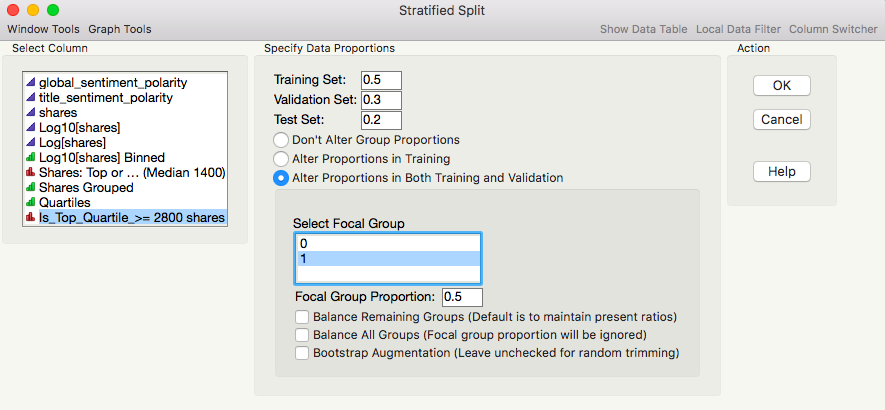 Stratified Split
Window Tools Graph Tools
Show Data Table Local Data Filter Column Switcher
Select Column
global_sentiment_polarity
title_sentiment_polarity
shares
Log10[shares]
Log[shares]
Log10[shares] Binned
Shares: Top or … (Median 1400)
Shares Grouped
Quartiles
Is_Top_Quartile_>= 2800 shares
Specify Data Proportions
Training Set: 0.5
Validation Set: 0.3
Test Set: 0.2
Don't Alter Group Proportions
Alter Proportions in Training
Alter Proportions in Both Training and Validation
Select Focal Group
0
1
Focal Group Proportion: 0.5
Balance Remaining Groups (Default is to maintain present ratios)
Balance All Groups (Focal group proportion will be ignored)
Bootstrap Augmentation (Leave unchecked for random trimming)
Action
OK
Cancel
Help